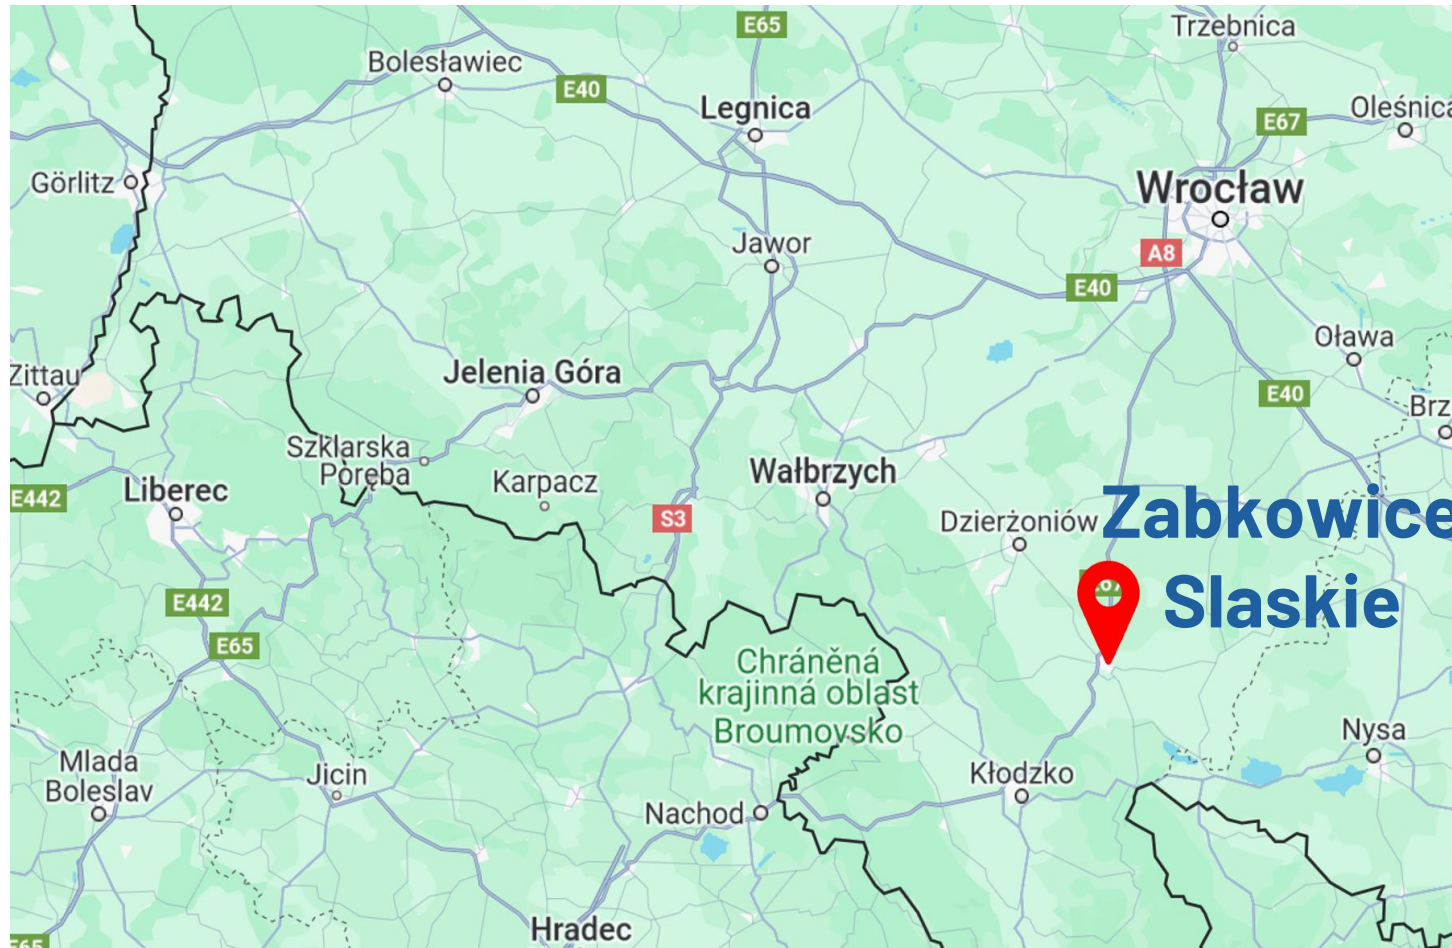 E65
Trzebnica
Bolesławiec
E40
Legnica
E67
Oleśnica
Görlitz
Wrocław
Jawor
A8
E40
Oława
Zittau
Jelenia Góra
E40
Brz
Szklarska
Poręba
Karpacz
Wałbrzych
E442
Liberec
S3
Dzierżoniów
Zabkowice
Slaskie
E67
E442
E65
Chráněná
krajinná oblast
Broumovsko
Nysa
Mlada
Boleslav
Jicin
Kłodzko
Nachod
Hradec
E65